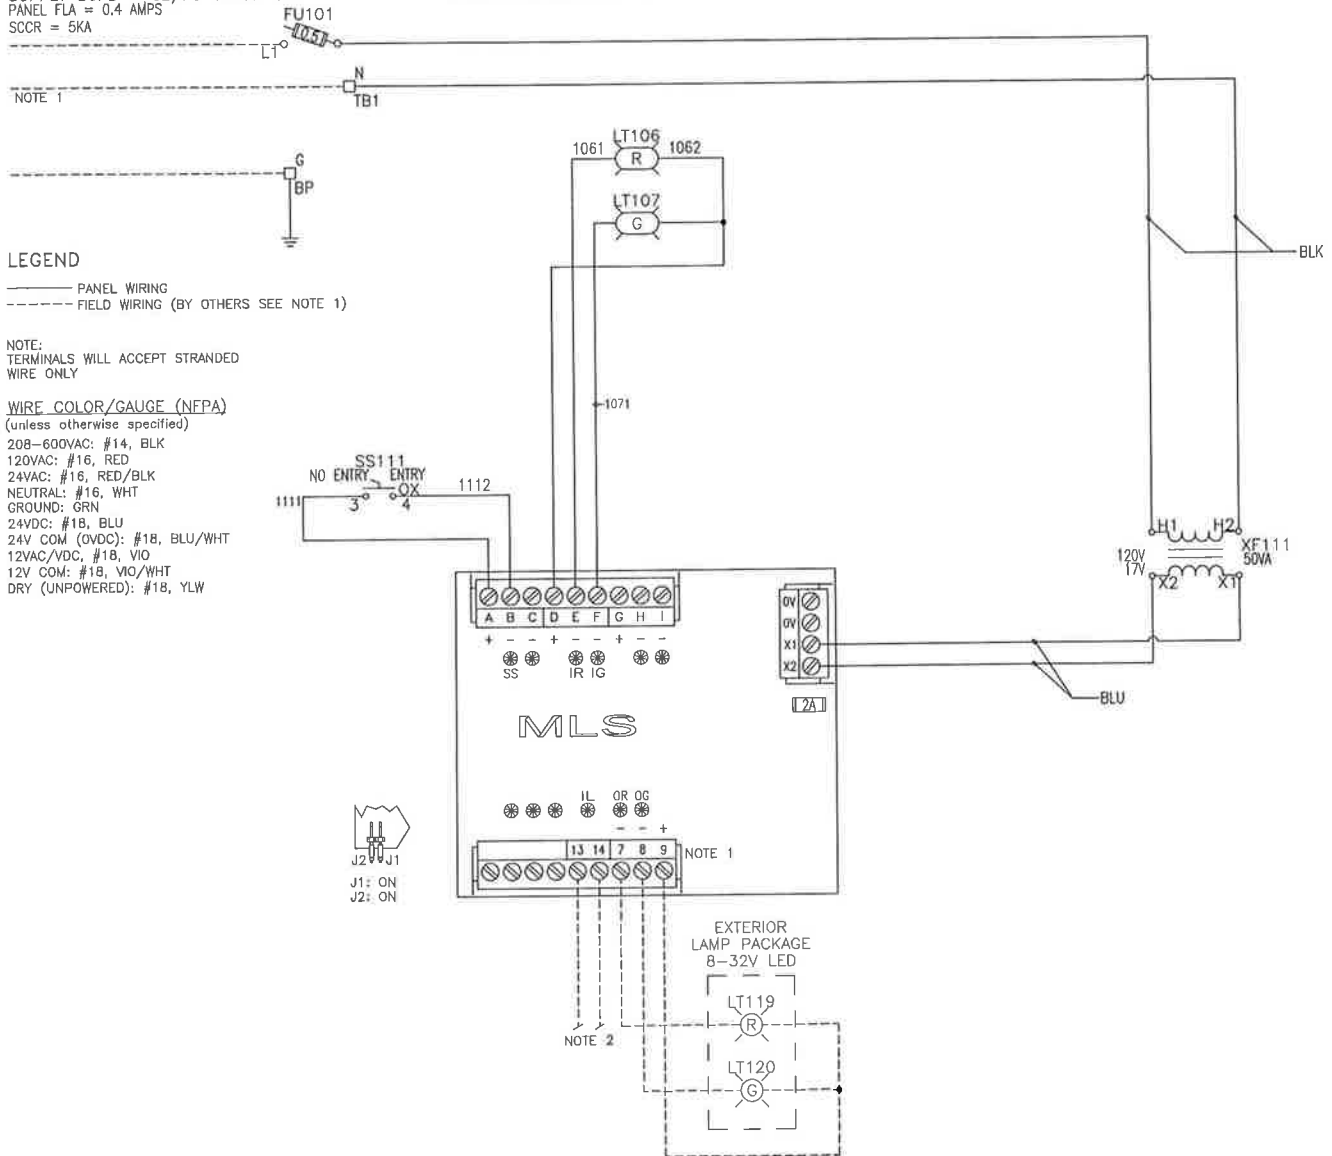 PANEL FLA = 0.4 AMPS
SCCR = 5KA
FU101
0.5
L1
N
TB1
NOTE 1
G
BP
LT106
1061
R
1062
LT107
G
BLK
LEGEND
PANEL WIRING
FIELD WIRING (BY OTHERS SEE NOTE 1)
NOTE:
TERMINALS WILL ACCEPT STRANDED
WIRE ONLY
WIRE COLOR/GAUGE (NFPA)
(unless otherwise specified)
208-600VAC: #14, BLK
120VAC: #16, RED
24VAC: #16, RED/BLK
NEUTRAL: #16, WHT
GROUND: GRN
24VDC: #18, BLU
24V COM (0VDC): #18, BLU/WHT
12VAC/VDC, #18, VIO
12V COM: #18, VIO/WHT
DRY (UNPOWERED): #18, YLW
1071
SS111
NO ENTRY ENTRY
OX
1111
3
4
1112
H1 H2
XF111
50VA
120V
17V
X2 X1
A B C D E F G H I
+ - - + - - + - -
SS
IR IG
0V
0V
X1
X2
2A
BLU
MLS
IL OR OG
- - +
13 14 7 8 9
NOTE 1
J2 J1
J1: ON
J2: ON
NOTE 2
EXTERIOR
LAMP PACKAGE
8-32V LED
LT119
R
LT120
G